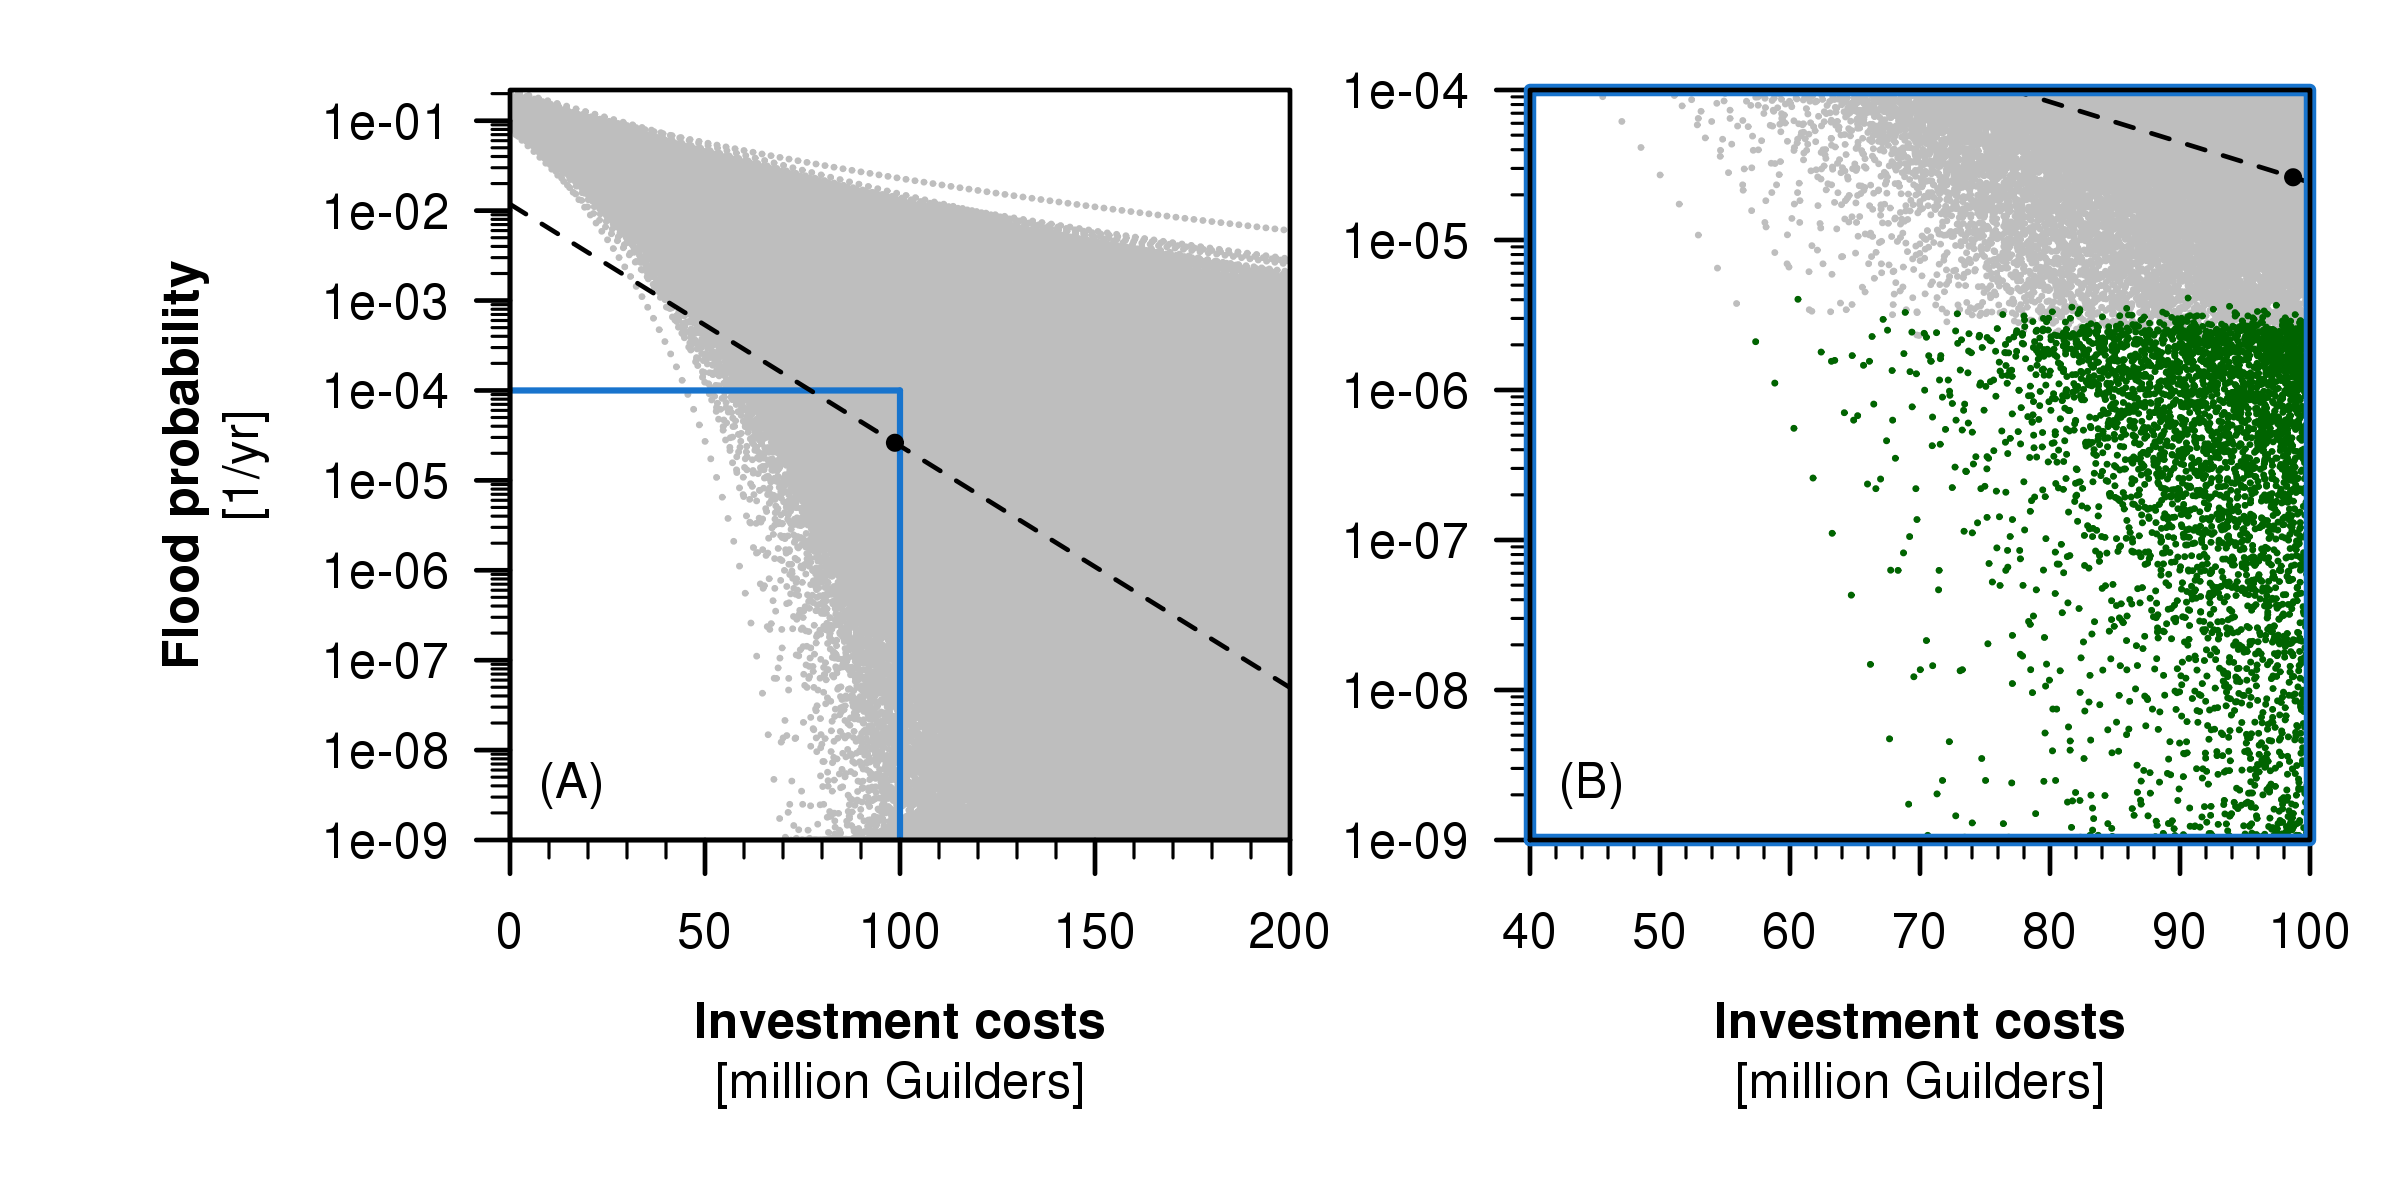 Flood probability
[1/yr]
1e-01
1e-02
1e-03
1e-04
1e-05
1e-06
1e-07
1e-08
1e-09
(A)
0 50 100 150 200
Investment costs
[million Guilders]
1e-04
1e-05
1e-06
1e-07
1e-08
1e-09
(B)
40 50 60 70 80 90 100
Investment costs
[million Guilders]